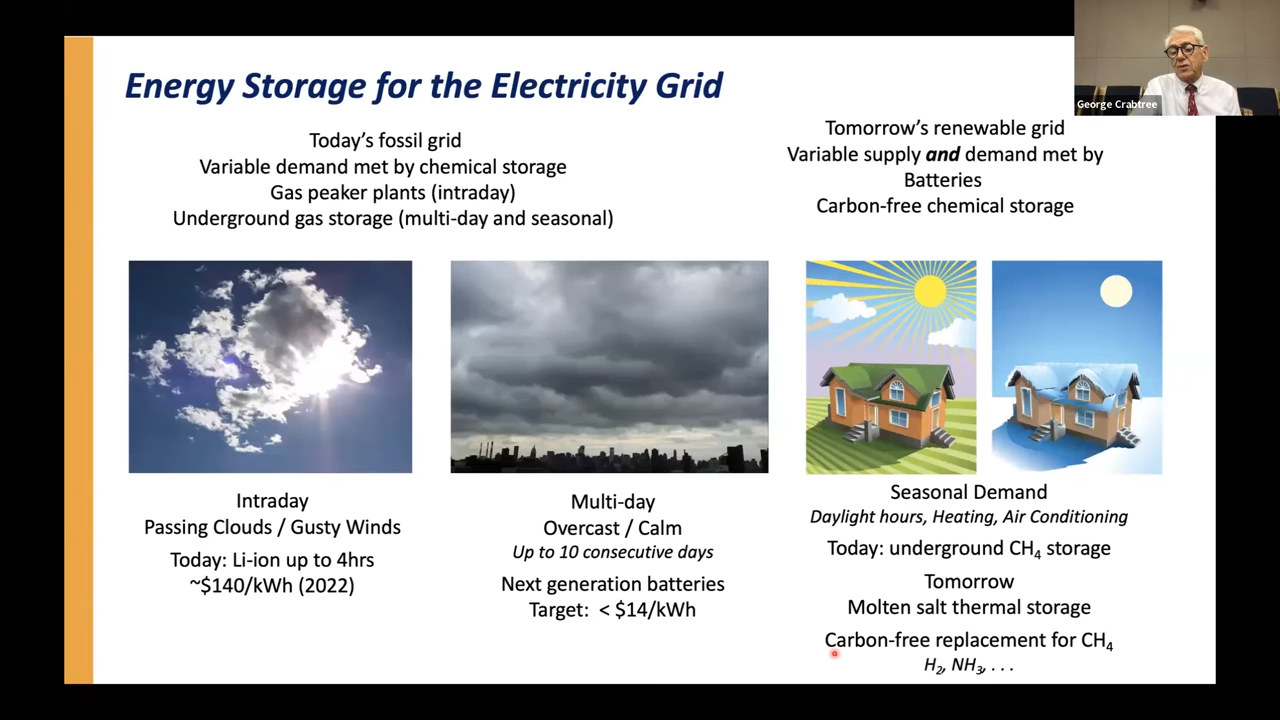 Energy Storage for the Electricity Grid
George Crabtree
Today's fossil grid
Variable demand met by chemical storage
Gas peaker plants (intraday)
Underground gas storage (multi-day and seasonal)
Tomorrow's renewable grid
Variable supply and demand met by
Batteries
Carbon-free chemical storage
Intraday
Passing Clouds / Gusty Winds
Today: Li-ion up to 4hrs
~$140/kWh (2022)
Multi-day
Overcast / Calm
Up to 10 consecutive days
Next generation batteries
Target: < $14/kWh
Seasonal Demand
Daylight hours, Heating, Air Conditioning
Today: underground CH₄ storage
Tomorrow
Molten salt thermal storage
Carbon-free replacement for CH₄
H₂, NH₃, . . .